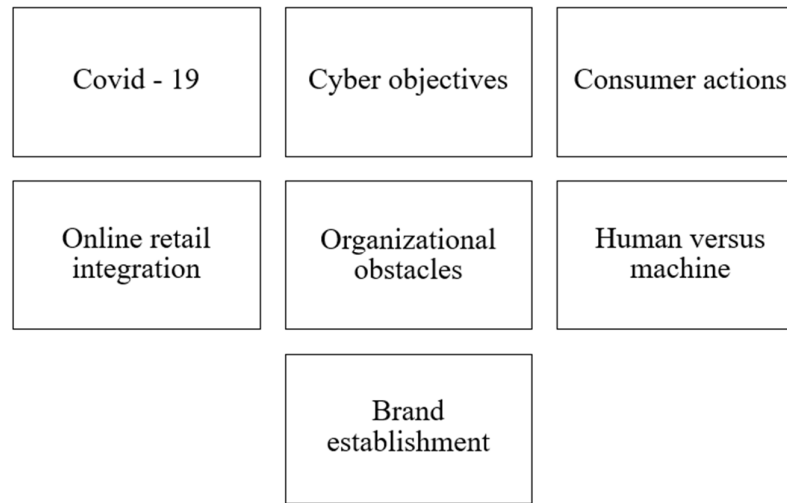 Covid - 19
Cyber objectives
Consumer actions
Online retail
integration
Organizational
obstacles
Human versus
machine
Brand
establishment